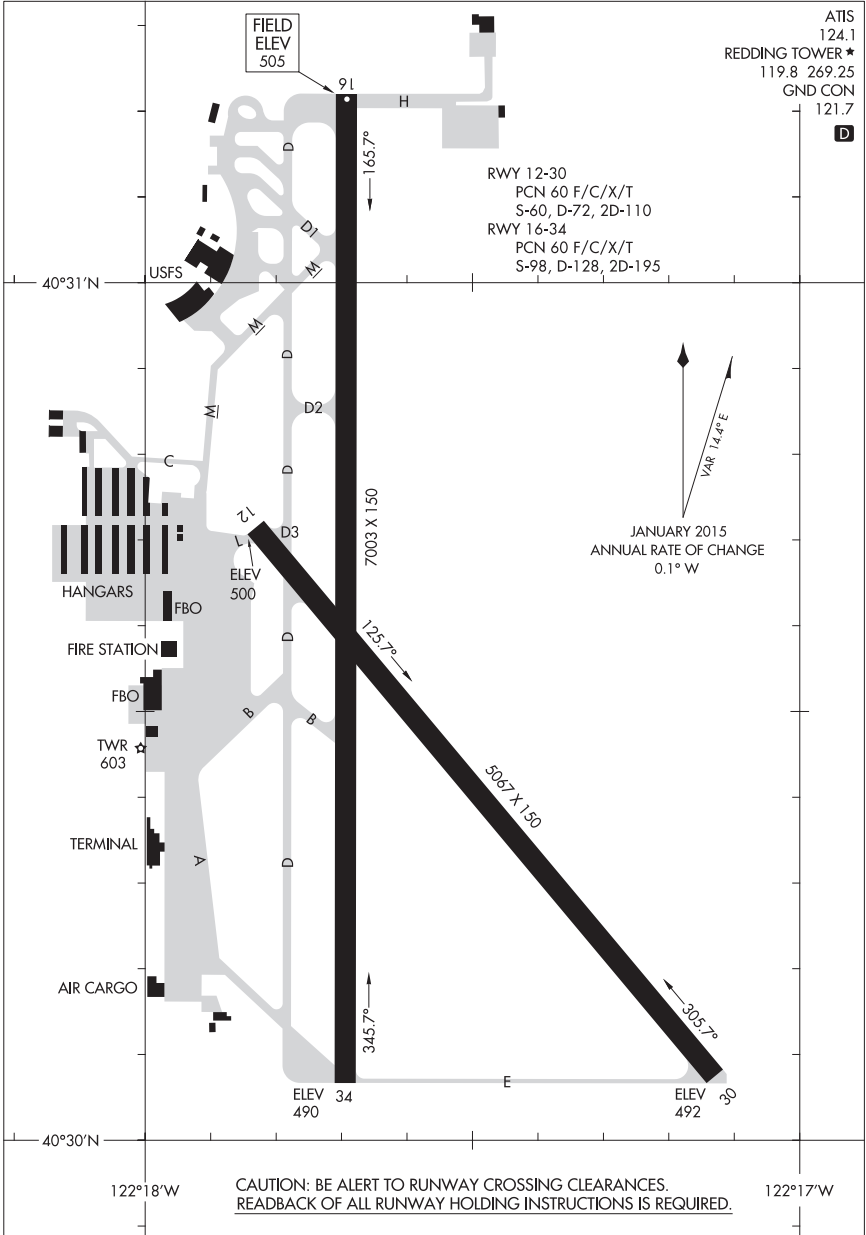 ATIS
124.1
REDDING TOWER★
119.8 269.25
GND CON
121.7
D
FIELD
ELEV
505
16
H
165.7°
D
RWY 12-30
PCN 60 F/C/X/T
S-60, D-72, 2D-110
RWY 16-34
PCN 60 F/C/X/T
S-98, D-128, 2D-195
D1
M
USFS
40°31'N
M
D
VAR 14.4° E
M
D2
C
D
7003 X 150
12
D3
JANUARY 2015
ANNUAL RATE OF CHANGE
0.1° W
L
ELEV
500
HANGARS
FBO
125.7°
D
FIRE STATION
FBO
B
B
TWR
603
5067 X 150
TERMINAL
A
D
AIR CARGO
345.7°
305.7°
E
ELEV
490
34
ELEV
492
30
40°30'N
122°18'W
CAUTION: BE ALERT TO RUNWAY CROSSING CLEARANCES.
READBACK OF ALL RUNWAY HOLDING INSTRUCTIONS IS REQUIRED.
122°17'W